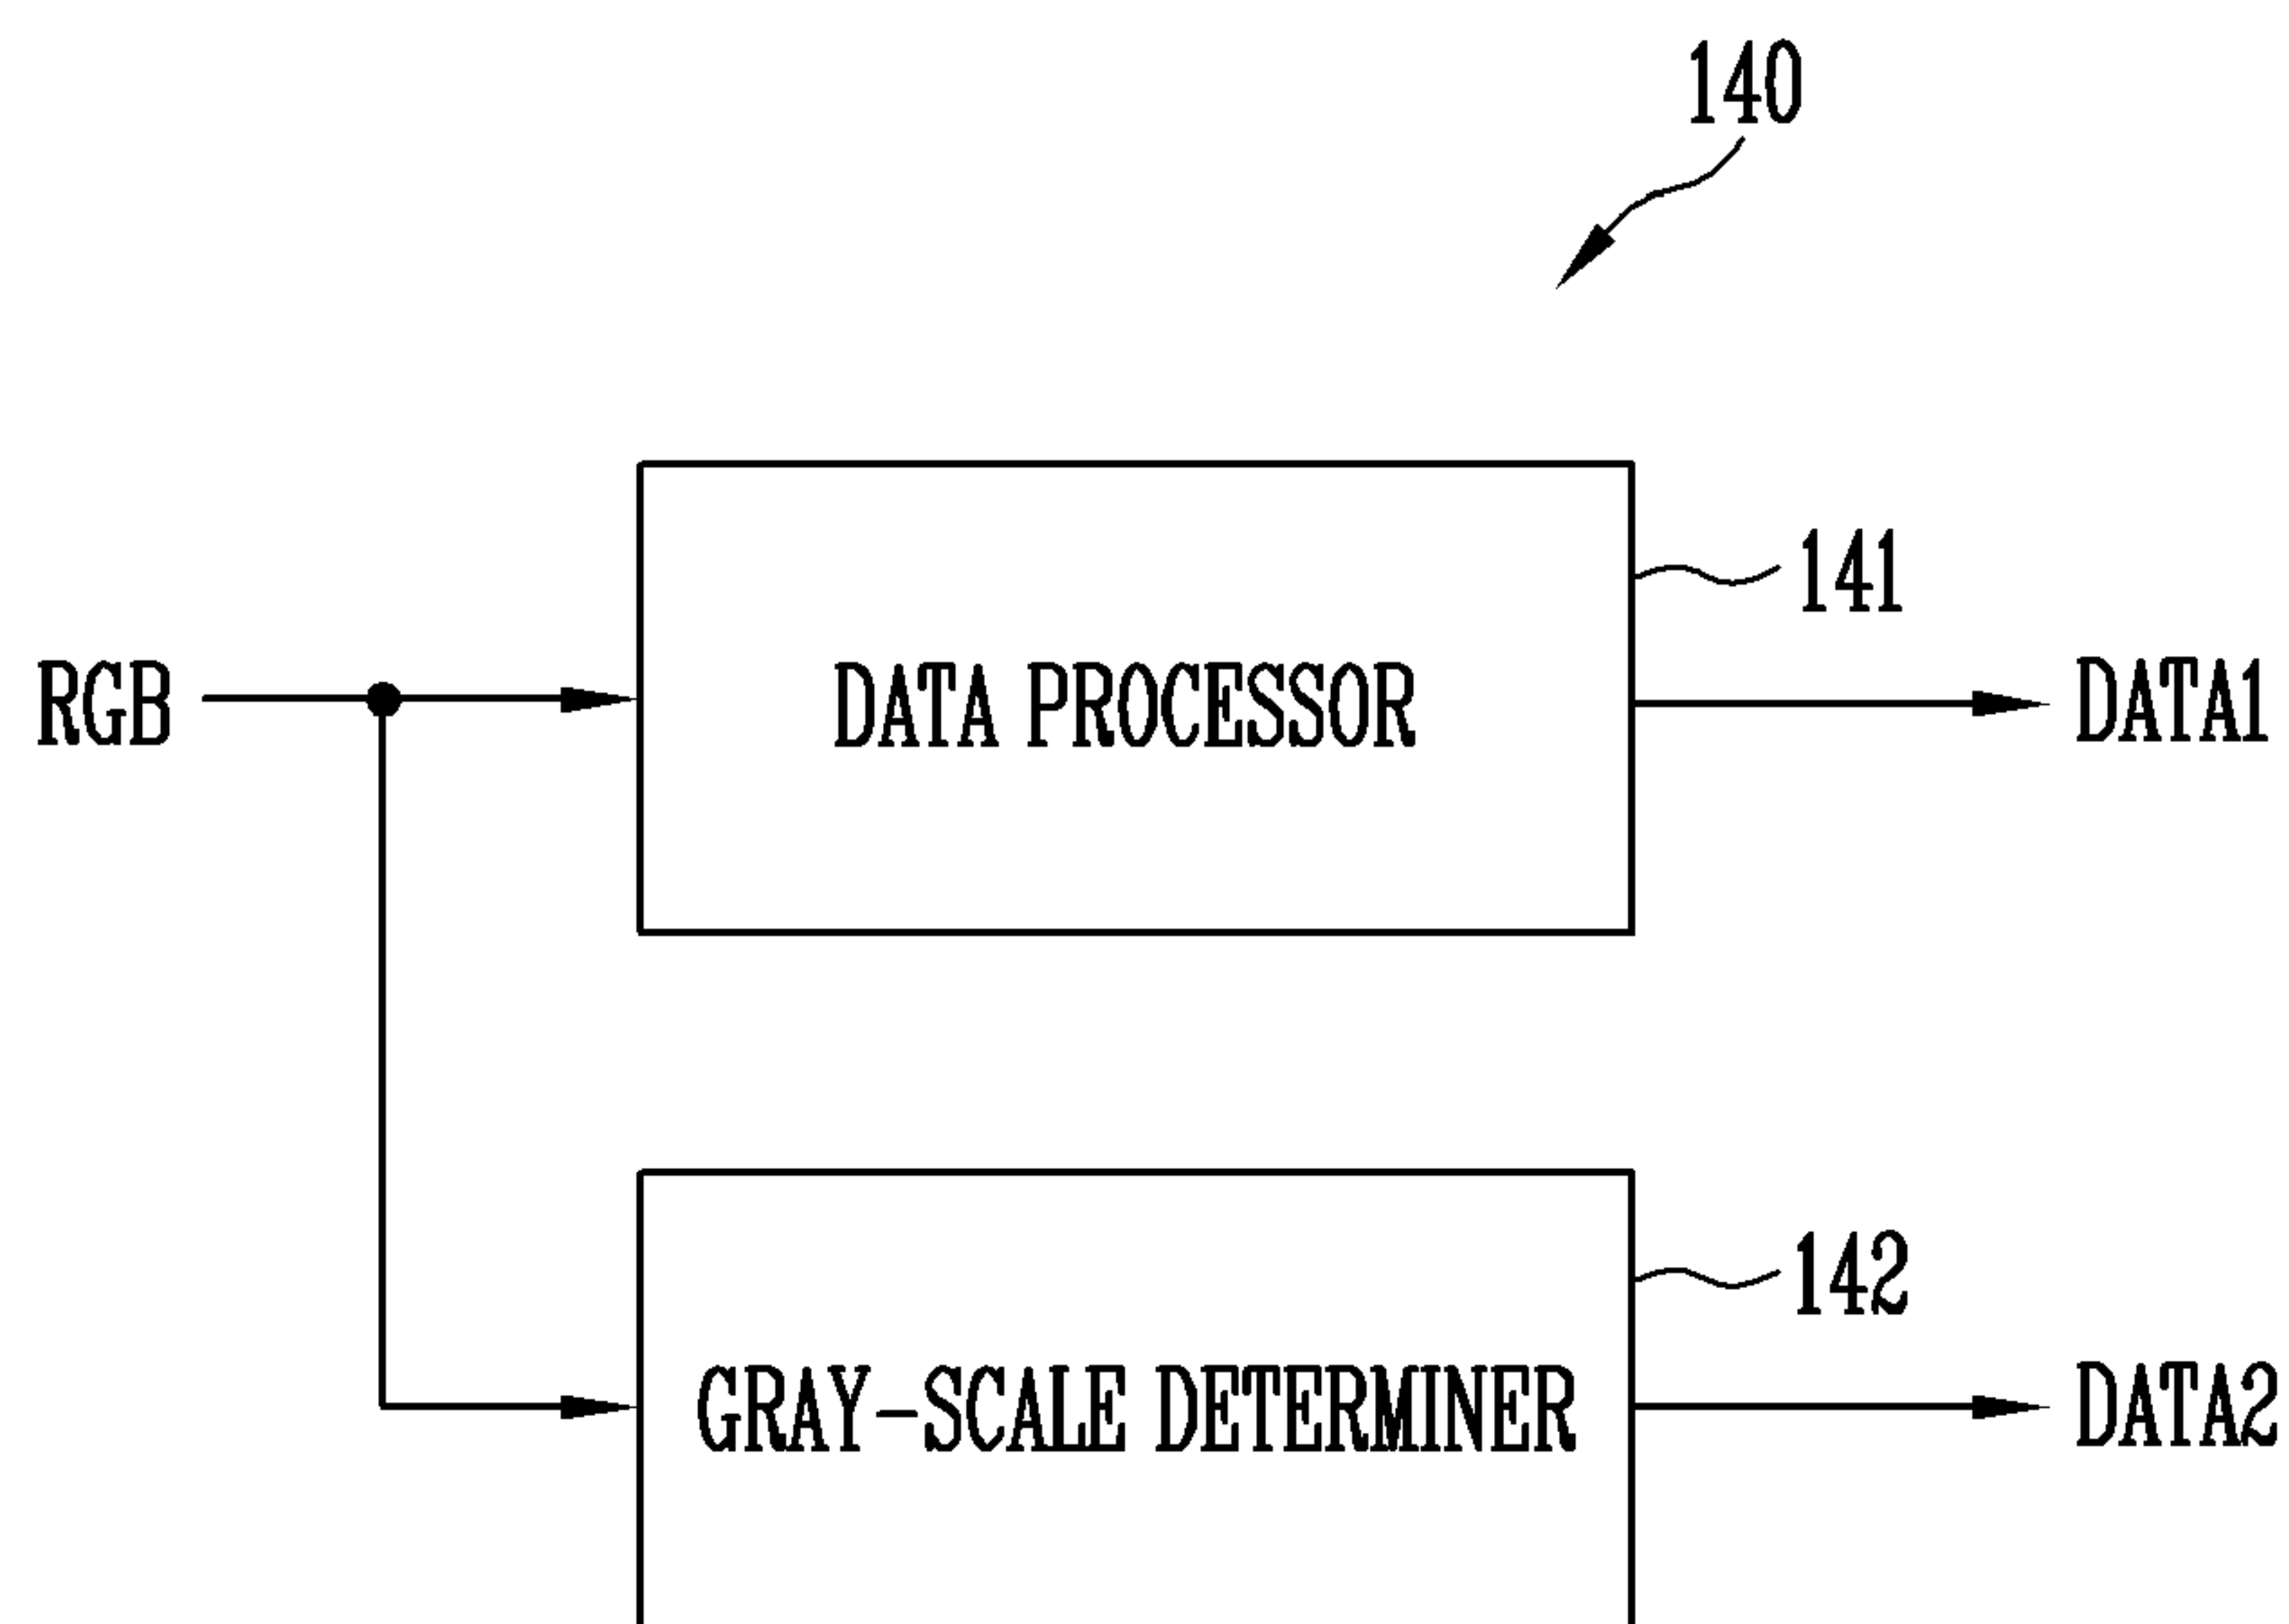 140
141
RGB
DATA PROCESSOR
DATA1
142
GRAY-SCALE DETERMINER
DATA2